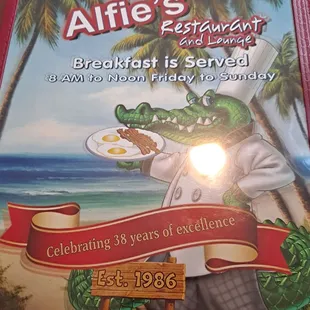 Alfie's
Restaurant
and Lounge
Breakfast is Served
8 AM to Noon Friday to Sunday
Celebrating 38 years of excellence
Est. 1986